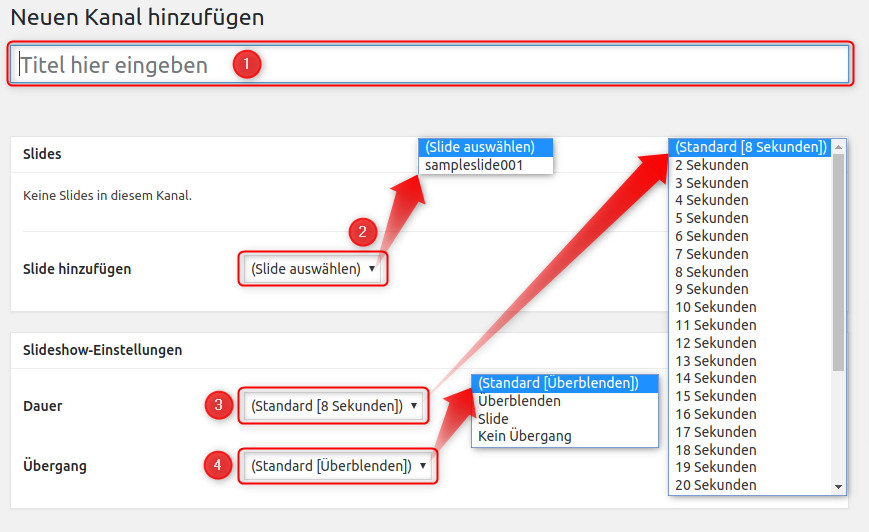 Neuen Kanal hinzufügen
Titel hier eingeben
1
Slides
Keine Slides in diesem Kanal.
2
Slide hinzufügen
(Slide auswählen)
(Slide auswählen)
sampleslide001
Slideshow-Einstellungen
Dauer
3
(Standard [8 Sekunden])
Übergang
4
(Standard [Überblenden])
(Standard [Überblenden])
Überblenden
Slide
Kein Übergang
(Standard [8 Sekunden])
2 Sekunden
3 Sekunden
4 Sekunden
5 Sekunden
6 Sekunden
7 Sekunden
8 Sekunden
9 Sekunden
10 Sekunden
11 Sekunden
12 Sekunden
13 Sekunden
14 Sekunden
15 Sekunden
16 Sekunden
17 Sekunden
18 Sekunden
19 Sekunden
20 Sekunden